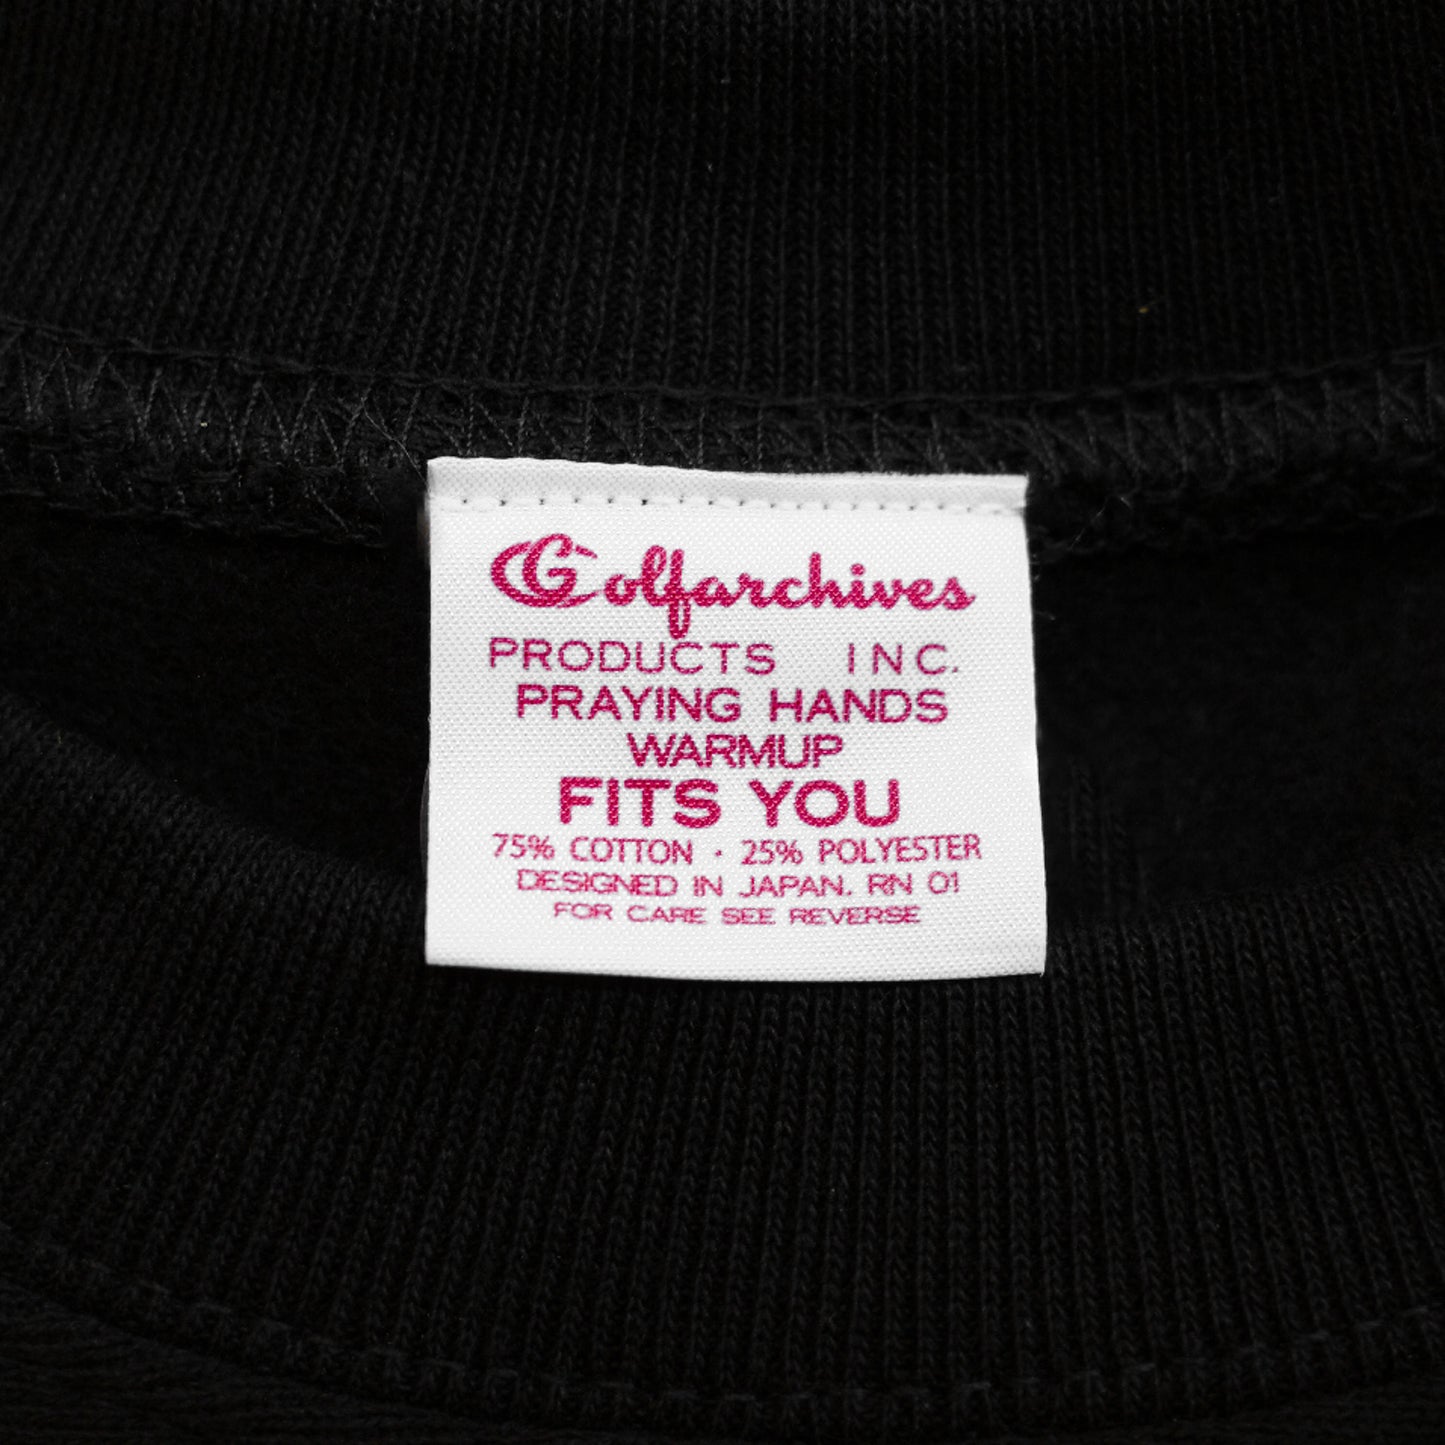 Golfarchives
PRODUCTS INC.
PRAYING HANDS
WARMUP
FITS YOU
75% COTTON · 25% POLYESTER
DESIGNED IN JAPAN. RN 01
FOR CARE SEE REVERSE